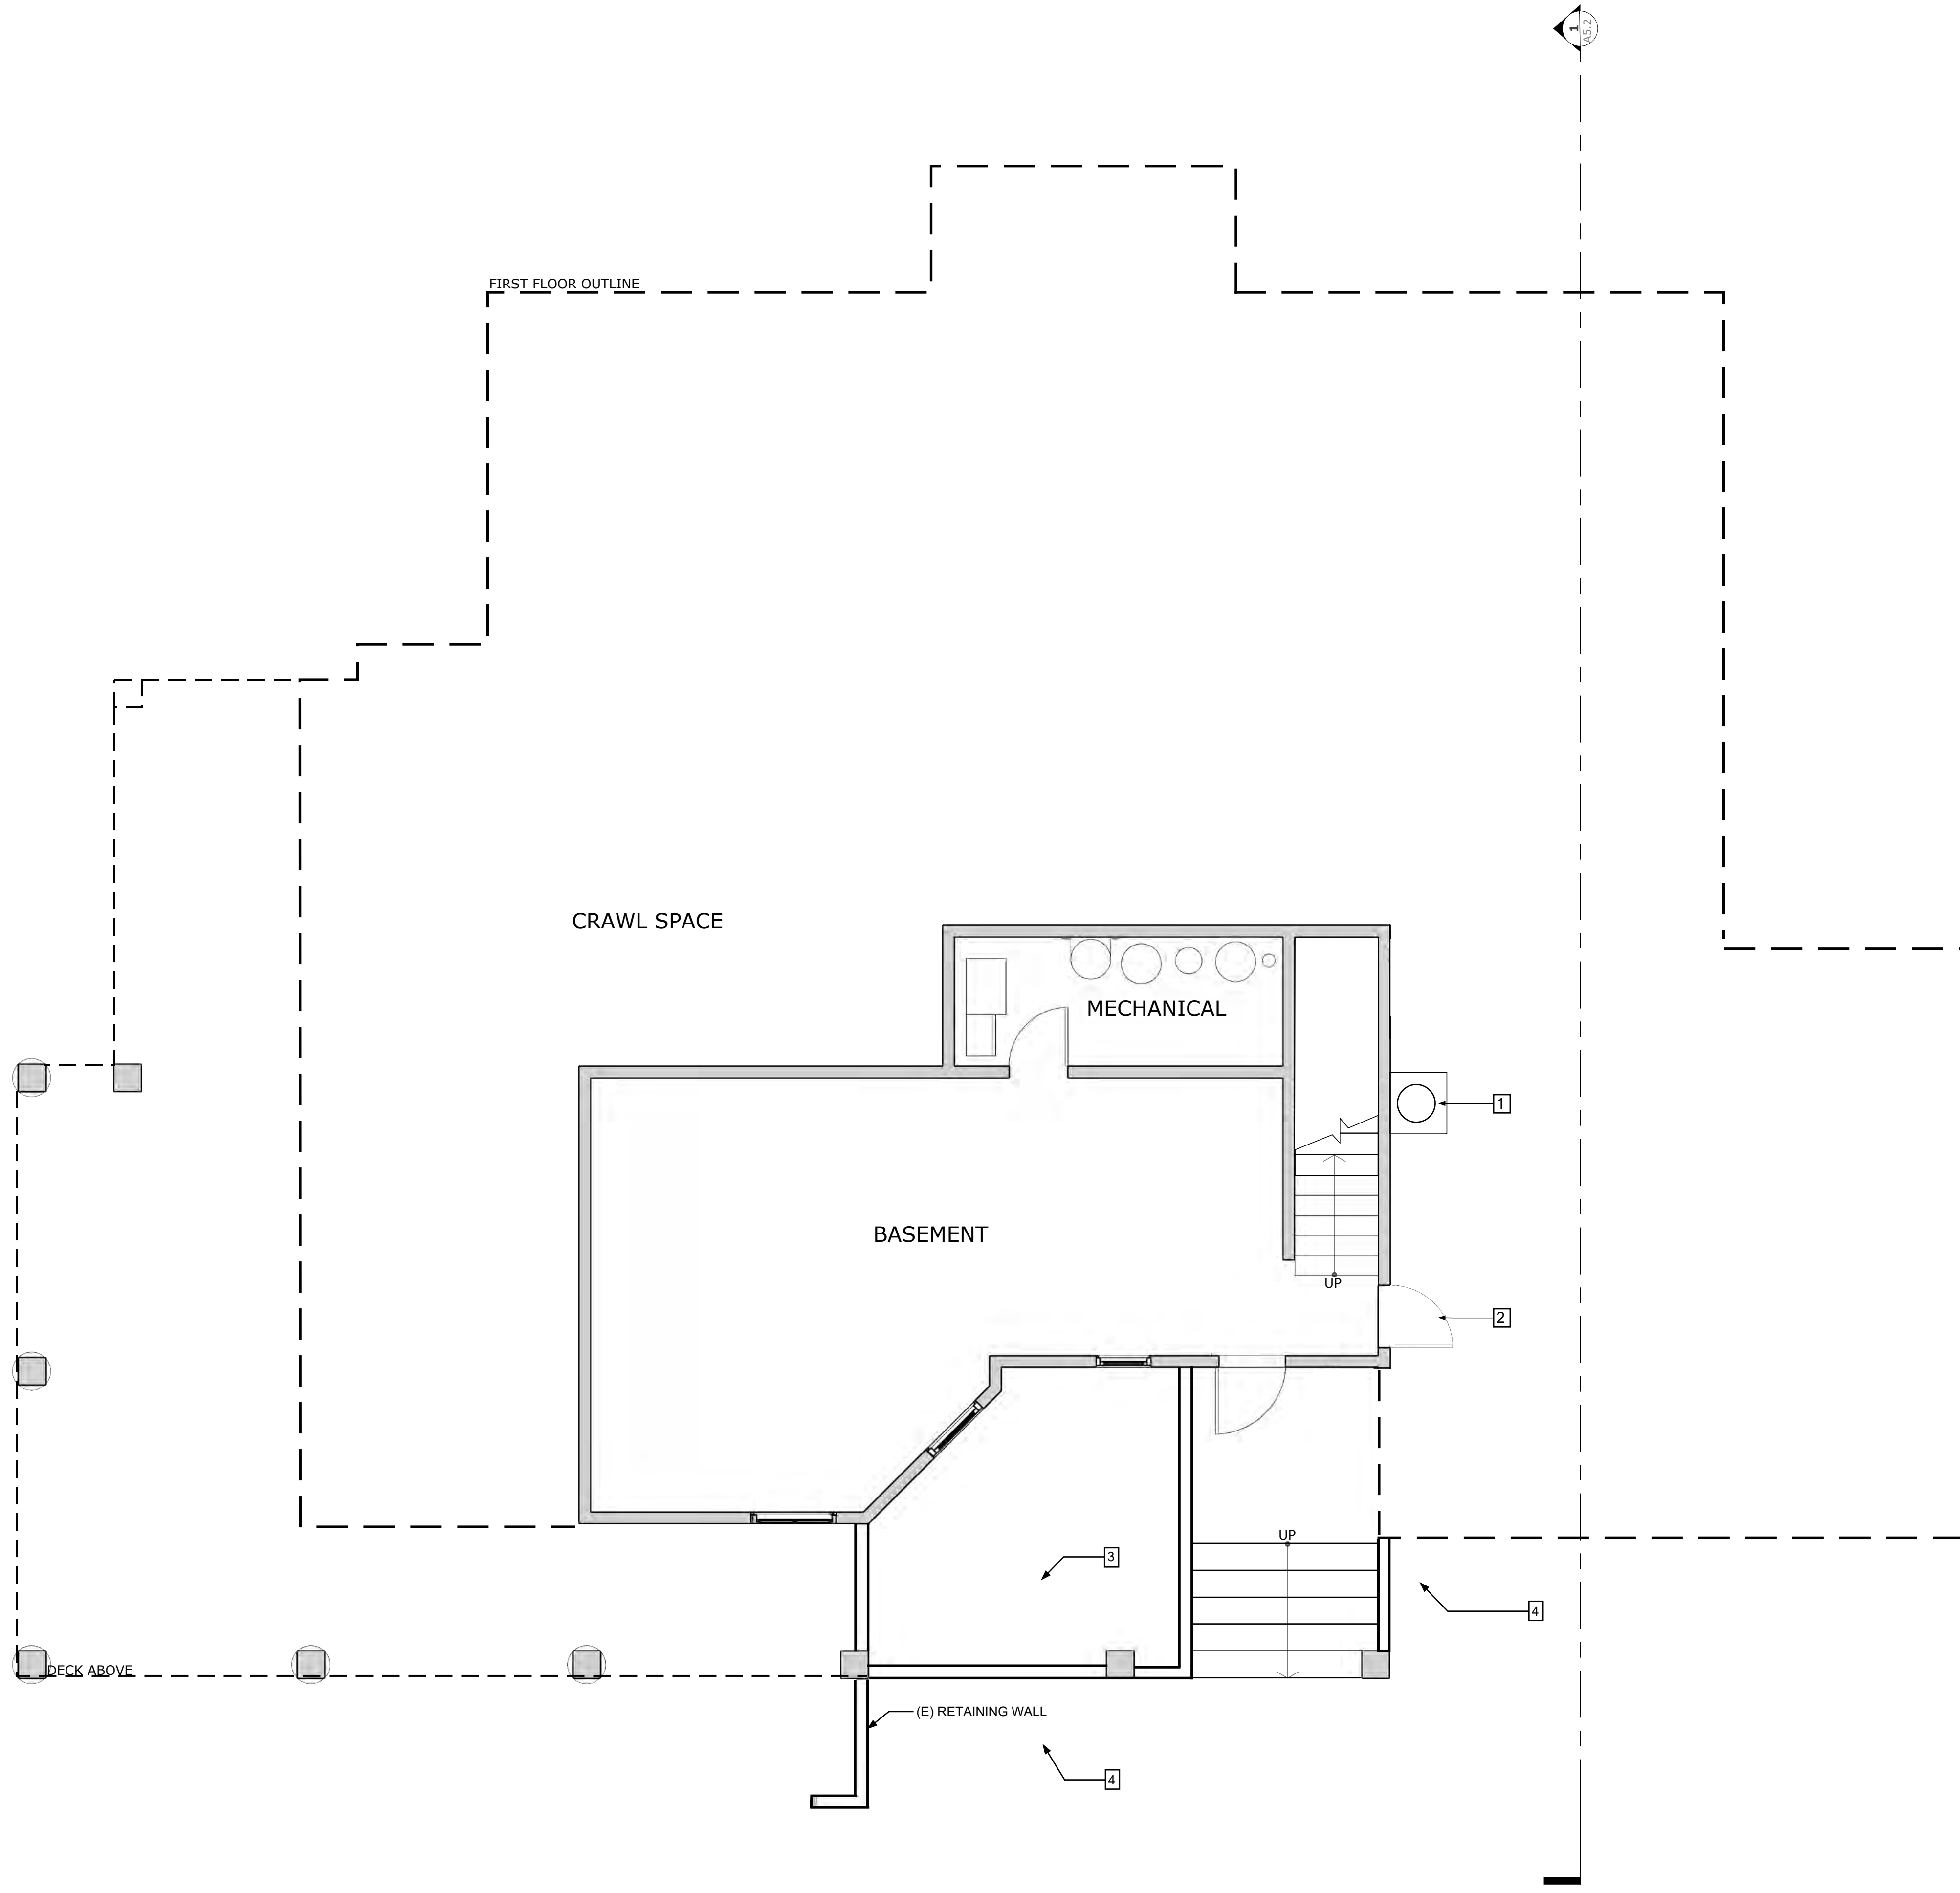 1
A5.2
FIRST FLOOR OUTLINE
CRAWL SPACE
MECHANICAL
1
BASEMENT
UP
2
UP
3
4
DECK ABOVE
(E) RETAINING WALL
4